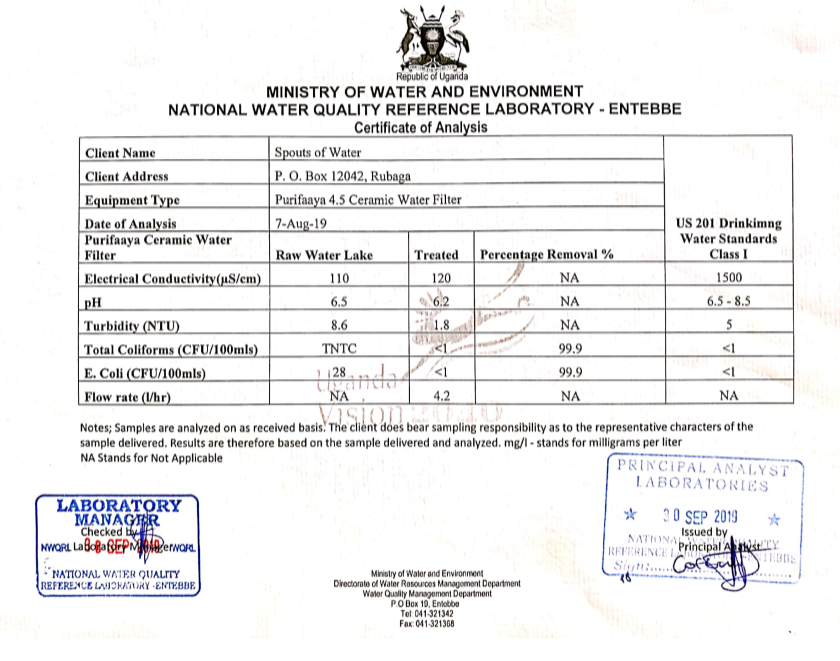 Republic of Uganda
MINISTRY OF WATER AND ENVIRONMENT
NATIONAL WATER QUALITY REFERENCE LABORATORY - ENTEBBE
Certificate of Analysis
Client Name Spouts of Water
Client Address P. O. Box 12042, Rubaga
Equipment Type Purifaaya 4.5 Ceramic Water Filter
Date of Analysis 7-Aug-19
US 201 Drinkimng
Water Standards
Class I
Purifaaya Ceramic Water
Filter Raw Water Lake Treated Percentage Removal %
Electrical Conductivity(µS/cm) 110 120 NA 1500
pH 6.5 6.2 NA 6.5 - 8.5
Turbidity (NTU) 8.6 1.8 NA 5
Total Coliforms (CFU/100mls) TNTC <1 99.9 <1
E. Coli (CFU/100mls) 28 <1 99.9 <1
Flow rate (l/hr) NA 4.2 NA NA
Uganda
Vision 2040
Notes; Samples are analyzed on as received basis. The client does bear sampling responsibility as to the representative characters of the
sample delivered. Results are therefore based on the sample delivered and analyzed. mg/l - stands for milligrams per liter
NA Stands for Not Applicable
LABORATORY
MANAGER
Checked by
NWQRL Laboratory Manager NWQRL
NATIONAL WATER QUALITY
REFERENCE LABORATORY - ENTEBBE
PRINCIPAL ANALYST
LABORATORIES
30 SEP 2019
Issued by
NATIONAL QUALITY
Principal Analyst
REFERENCE ENTEBBE
Sign:
Ministry of Water and Environment
Directorate of Water Resources Management Department
Water Quality Management Department
P.O Box 19, Entebbe
Tel: 041-321342
Fax: 041-321368